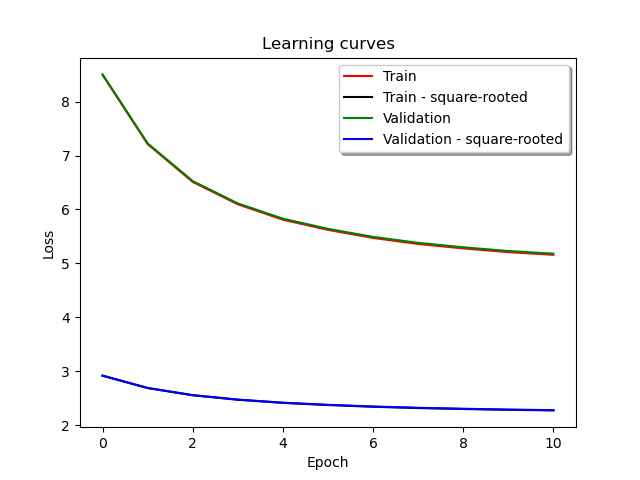 Learning curves
Train
Train - square-rooted
Validation
Validation - square-rooted
Loss
8
7
6
5
4
3
2
0 2 4 6 8 10
Epoch